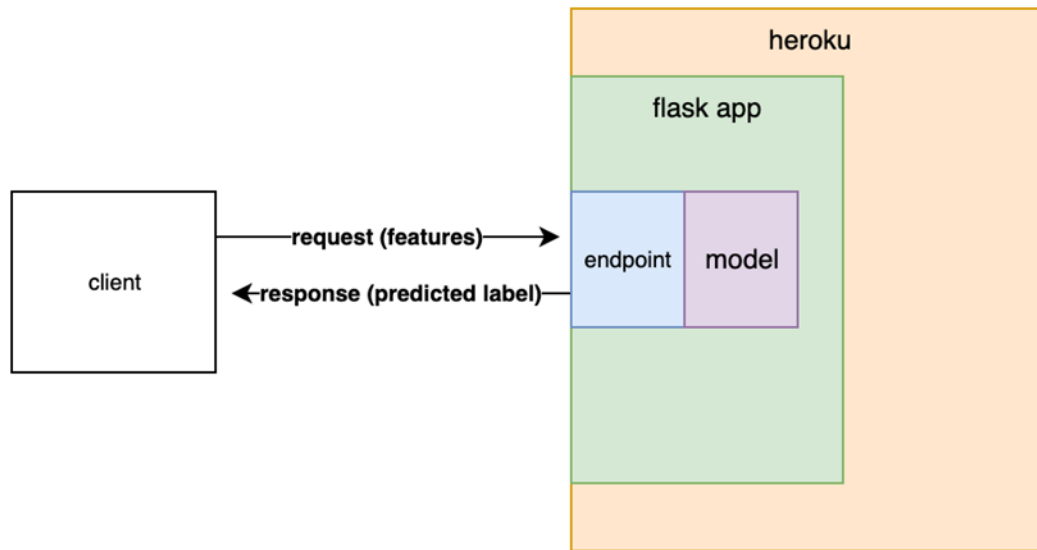 heroku
flask app
request (features)
endpoint
model
client
response (predicted label)